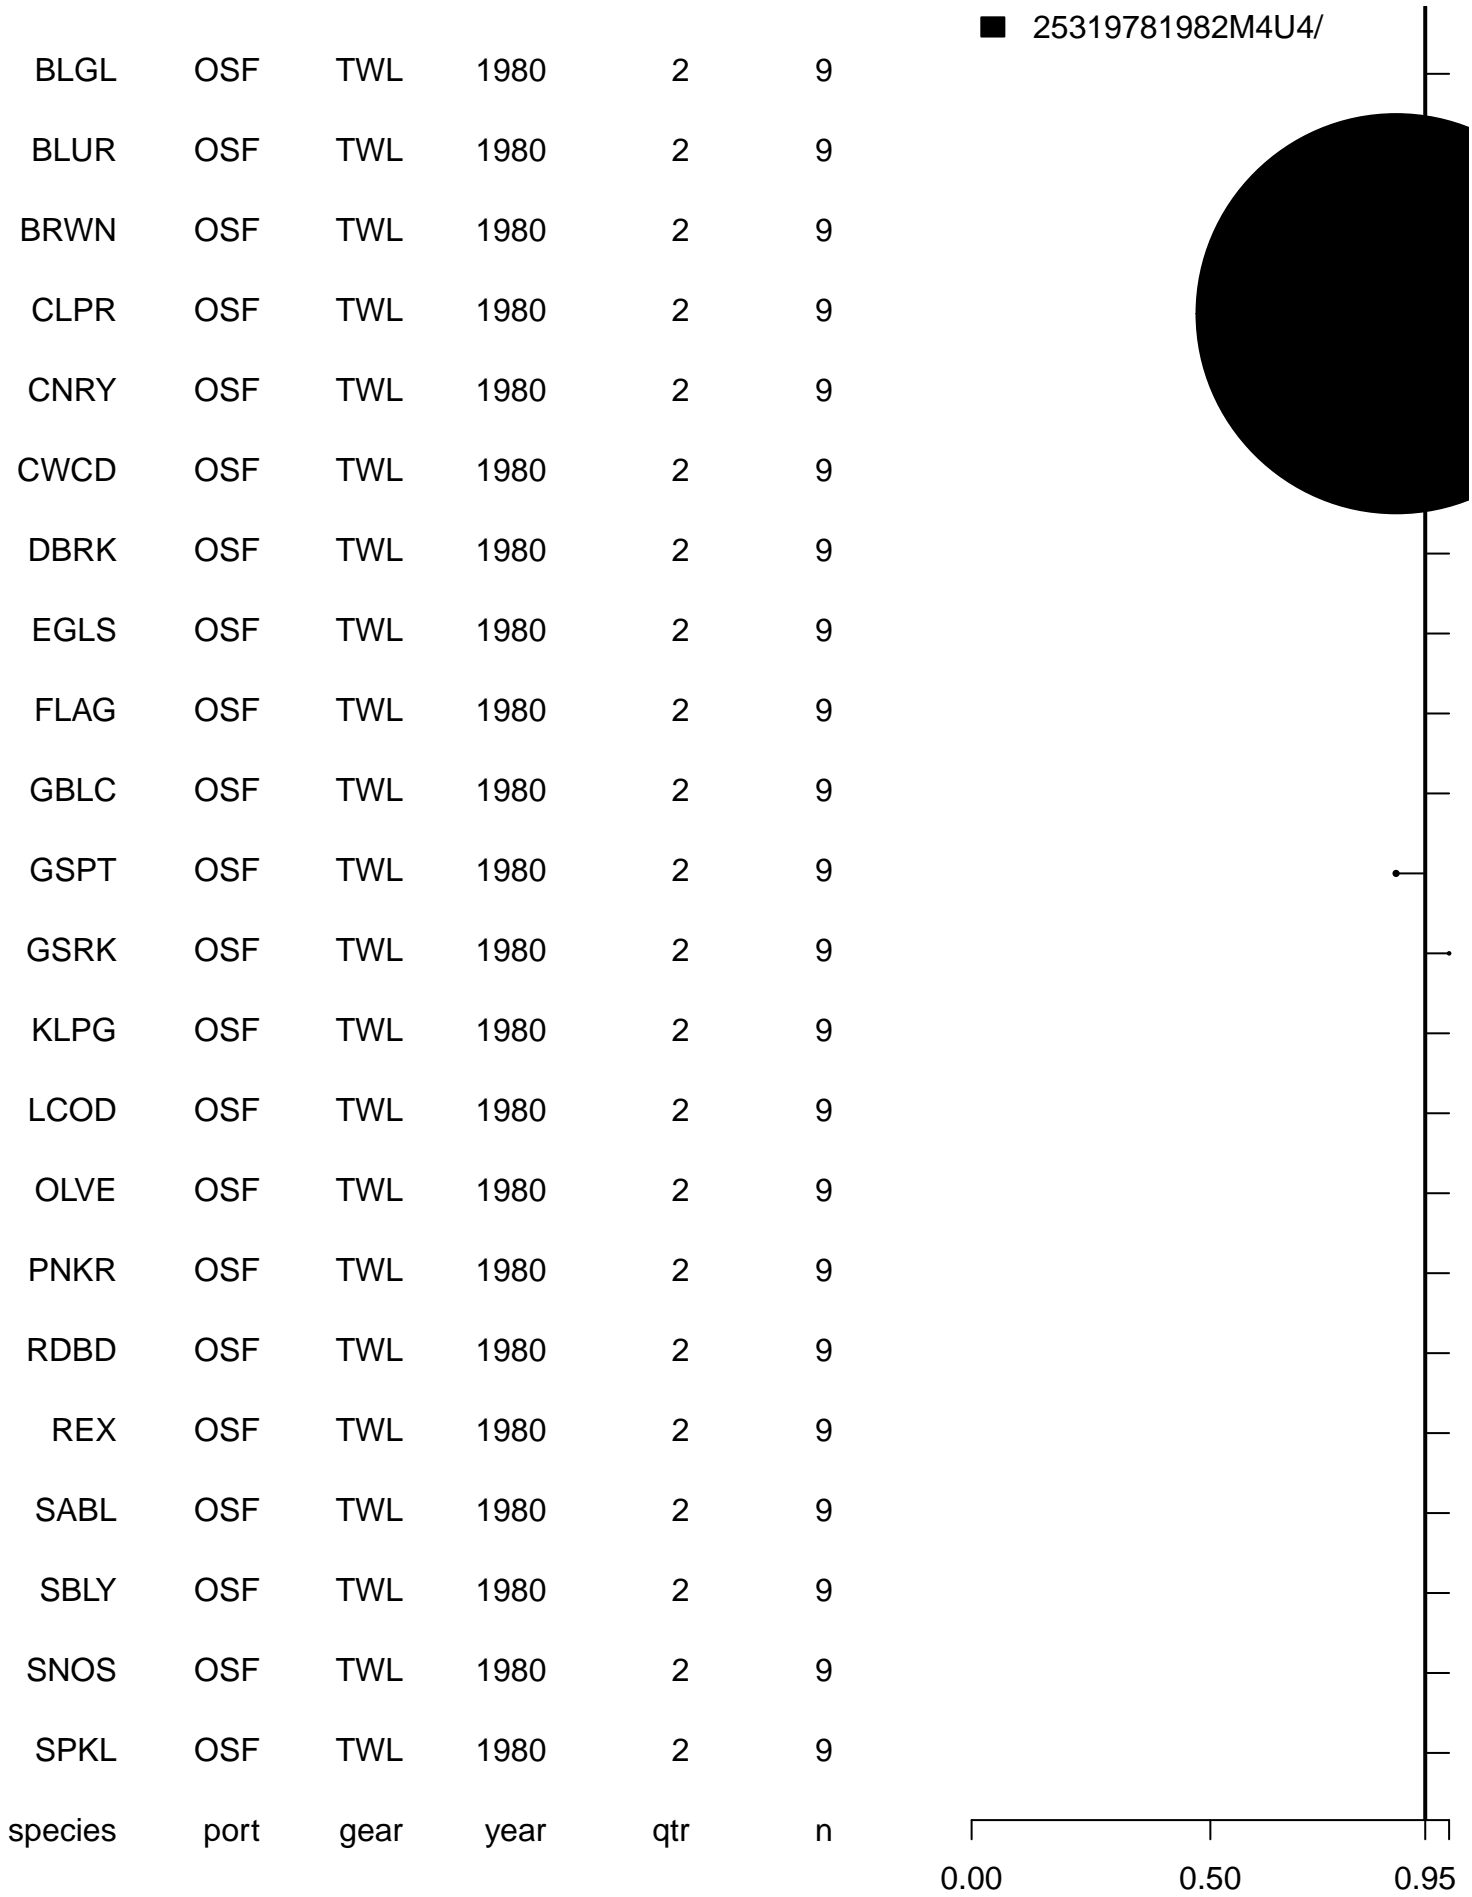 25319781982M4U4/
BLGL OSF TWL 1980 2 9
BLUR OSF TWL 1980 2 9
BRWN OSF TWL 1980 2 9
CLPR OSF TWL 1980 2 9
CNRY OSF TWL 1980 2 9
CWCD OSF TWL 1980 2 9
DBRK OSF TWL 1980 2 9
EGLS OSF TWL 1980 2 9
FLAG OSF TWL 1980 2 9
GBLC OSF TWL 1980 2 9
GSPT OSF TWL 1980 2 9
GSRK OSF TWL 1980 2 9
KLPG OSF TWL 1980 2 9
LCOD OSF TWL 1980 2 9
OLVE OSF TWL 1980 2 9
PNKR OSF TWL 1980 2 9
RDBD OSF TWL 1980 2 9
REX OSF TWL 1980 2 9
SABL OSF TWL 1980 2 9
SBLY OSF TWL 1980 2 9
SNOS OSF TWL 1980 2 9
SPKL OSF TWL 1980 2 9
species port gear year qtr n
0.00 0.50 0.95